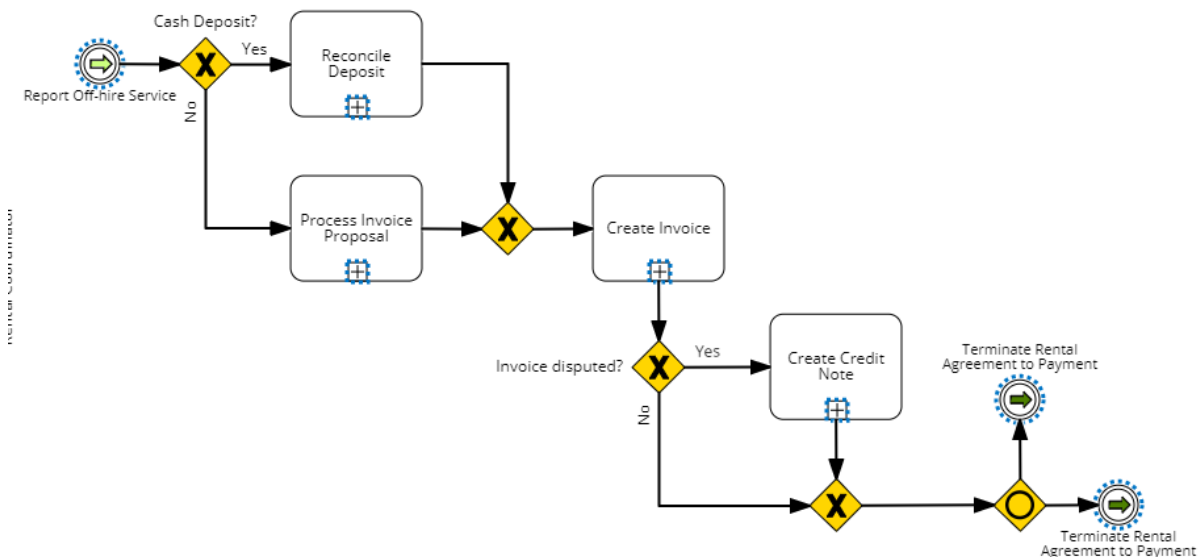 Cash Deposit?
Yes
Reconcile
Deposit
Report Off-hire Service
No
Process Invoice
Proposal
Create Invoice
Invoice disputed?
Yes
Create Credit
Note
Terminate Rental
Agreement to Payment
No
Terminate Rental
Agreement to Payment